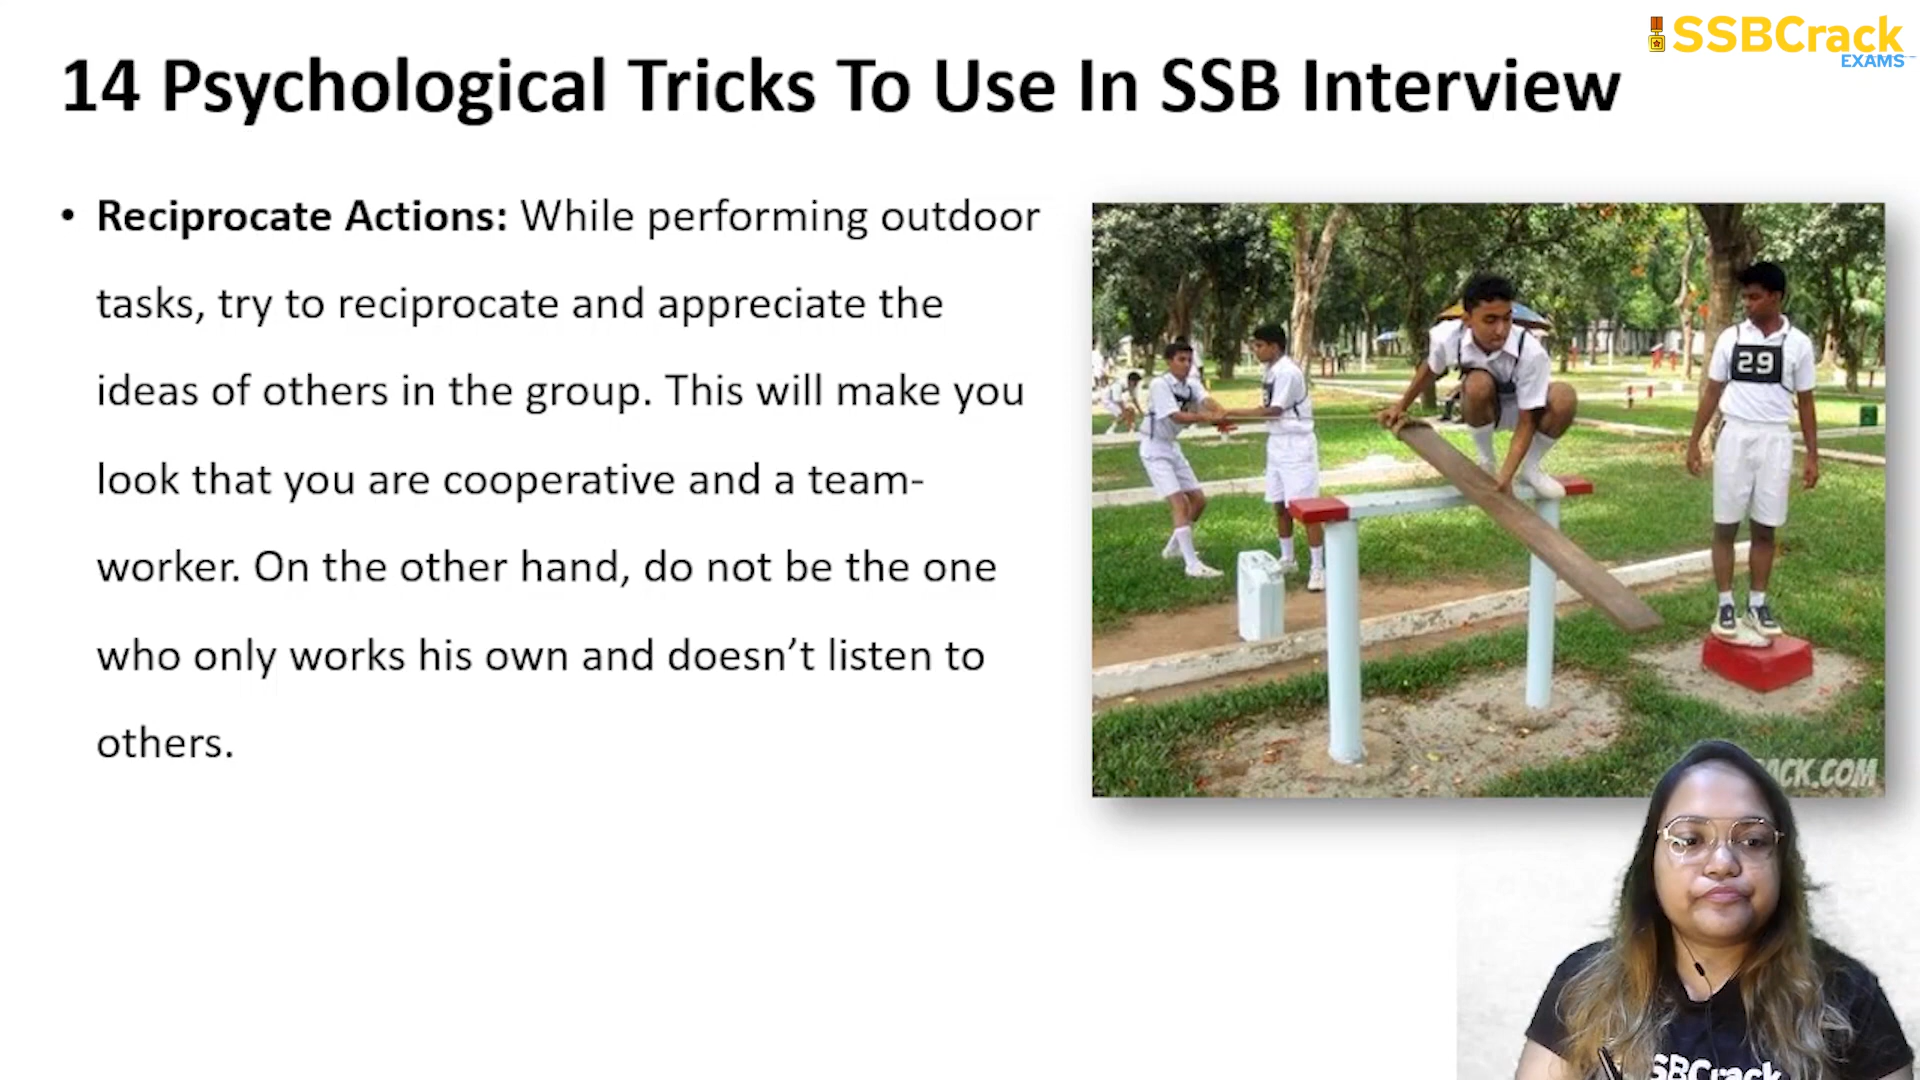 SSBCrack
EXAMS
14 Psychological Tricks To Use In SSB Interview
• Reciprocate Actions: While performing outdoor
tasks, try to reciprocate and appreciate the
ideas of others in the group. This will make you
look that you are cooperative and a team-
worker. On the other hand, do not be the one
who only works his own and doesn’t listen to
others.
29
ACK.COM
SBCrack